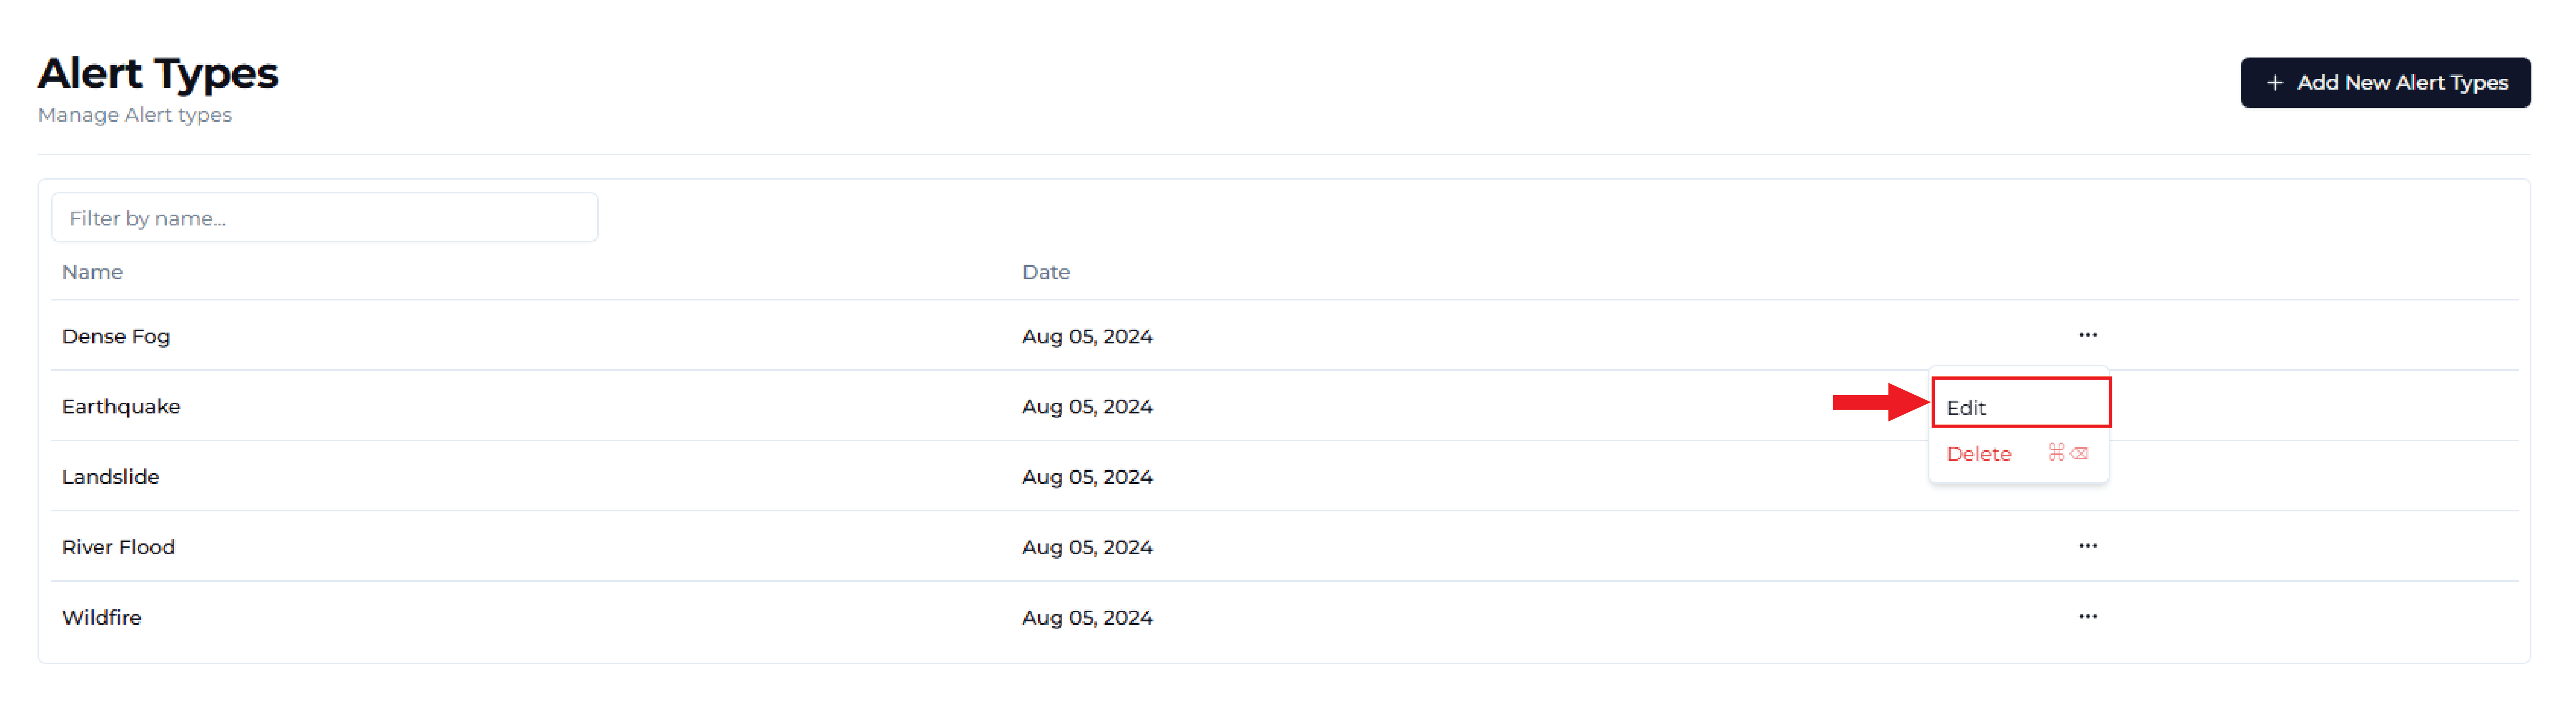 Alert Types
Manage Alert types
+ Add New Alert Types
Filter by name...
Name Date
Dense Fog Aug 05, 2024 ...
Earthquake Aug 05, 2024
Edit
Delete ⌘⌫
Landslide Aug 05, 2024
River Flood Aug 05, 2024 ...
Wildfire Aug 05, 2024 ...